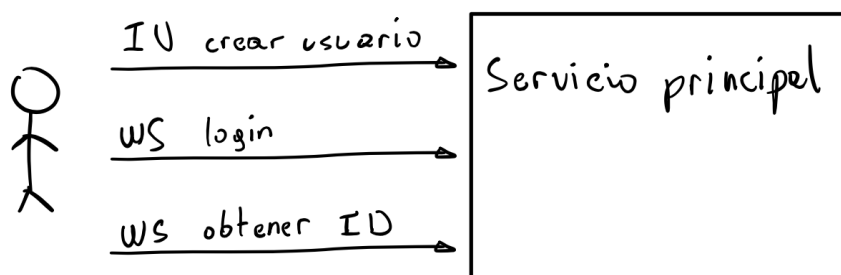 IU crear usuario
Servicio principal
WS login
WS obtener ID